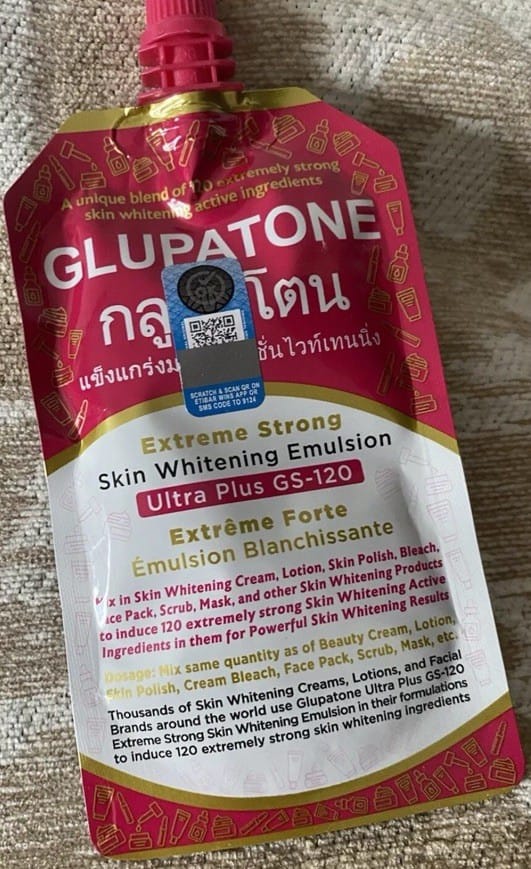 A unique blend of 120 extremely strong
skin whitening active ingredients
GLUPATONE
กลู โตน
แข็งแกร่งม ชั่นไวท์เทนนิ่ง
SCRATCH & SCAN QR ON
ETIBAR WINS APP OR
SMS CODE TO 9124
Extreme Strong
Skin Whitening Emulsion
Ultra Plus GS-120
Extrême Forte
Émulsion Blanchissante
Mix in Skin Whitening Cream, Lotion, Skin Polish, Bleach,
Face Pack, Scrub, Mask, and other Skin Whitening Products
to induce 120 extremely strong Skin Whitening Active
Ingredients in them for Powerful Skin Whitening Results
Dosage: Mix same quantity as of Beauty Cream, Lotion,
Skin Polish, Cream Bleach, Face Pack, Scrub, Mask, etc.
Thousands of Skin Whitening Creams, Lotions, and Facial
Brands around the world use Glupatone Ultra Plus GS-120
Extreme Strong Skin Whitening Emulsion in their formulations
to induce 120 extremely strong skin whitening ingredients